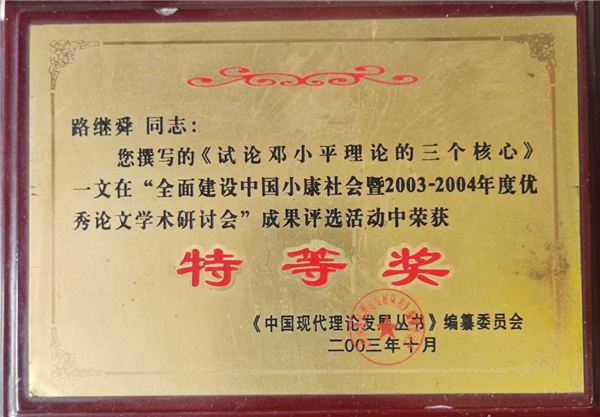 路继舜 同志：
您撰写的《试论邓小平理论的三个核心》
一文在“全面建设中国小康社会暨2003-2004年度优
秀论文学术研讨会”成果评选活动中荣获
特等奖
《中国现代理论发展丛书》编纂委员会
二00三年十月